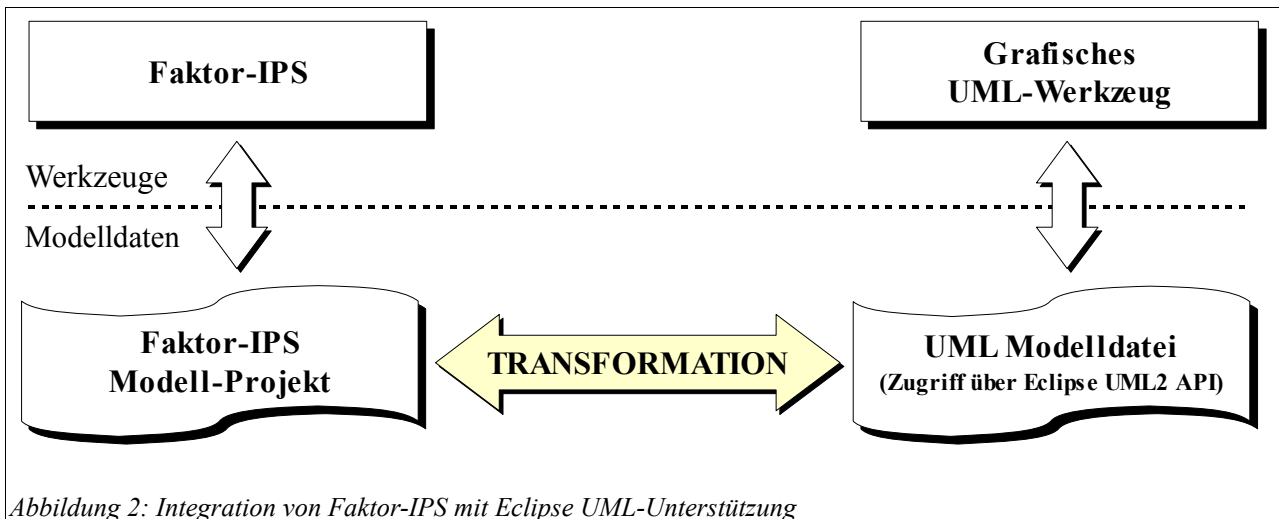 Faktor-IPS
Grafisches
UML-Werkzeug
Werkzeuge
Modelldaten
Faktor-IPS
Modell-Projekt
TRANSFORMATION
UML Modelldatei
(Zugriff über Eclipse UML2 API)
Abbildung 2: Integration von Faktor-IPS mit Eclipse UML-Unterstützung